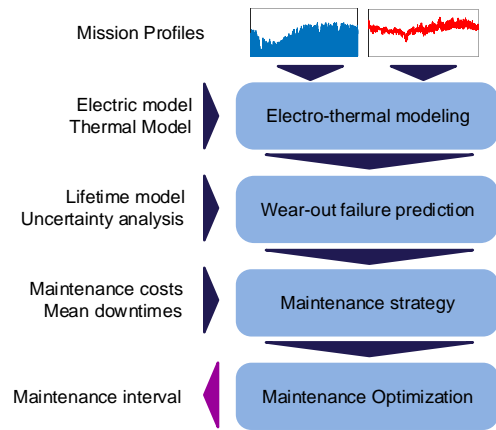 Mission Profiles
Electric model
Thermal Model
Electro-thermal modeling
Lifetime model
Uncertainty analysis
Wear-out failure prediction
Maintenance costs
Mean downtimes
Maintenance strategy
Maintenance interval
Maintenance Optimization